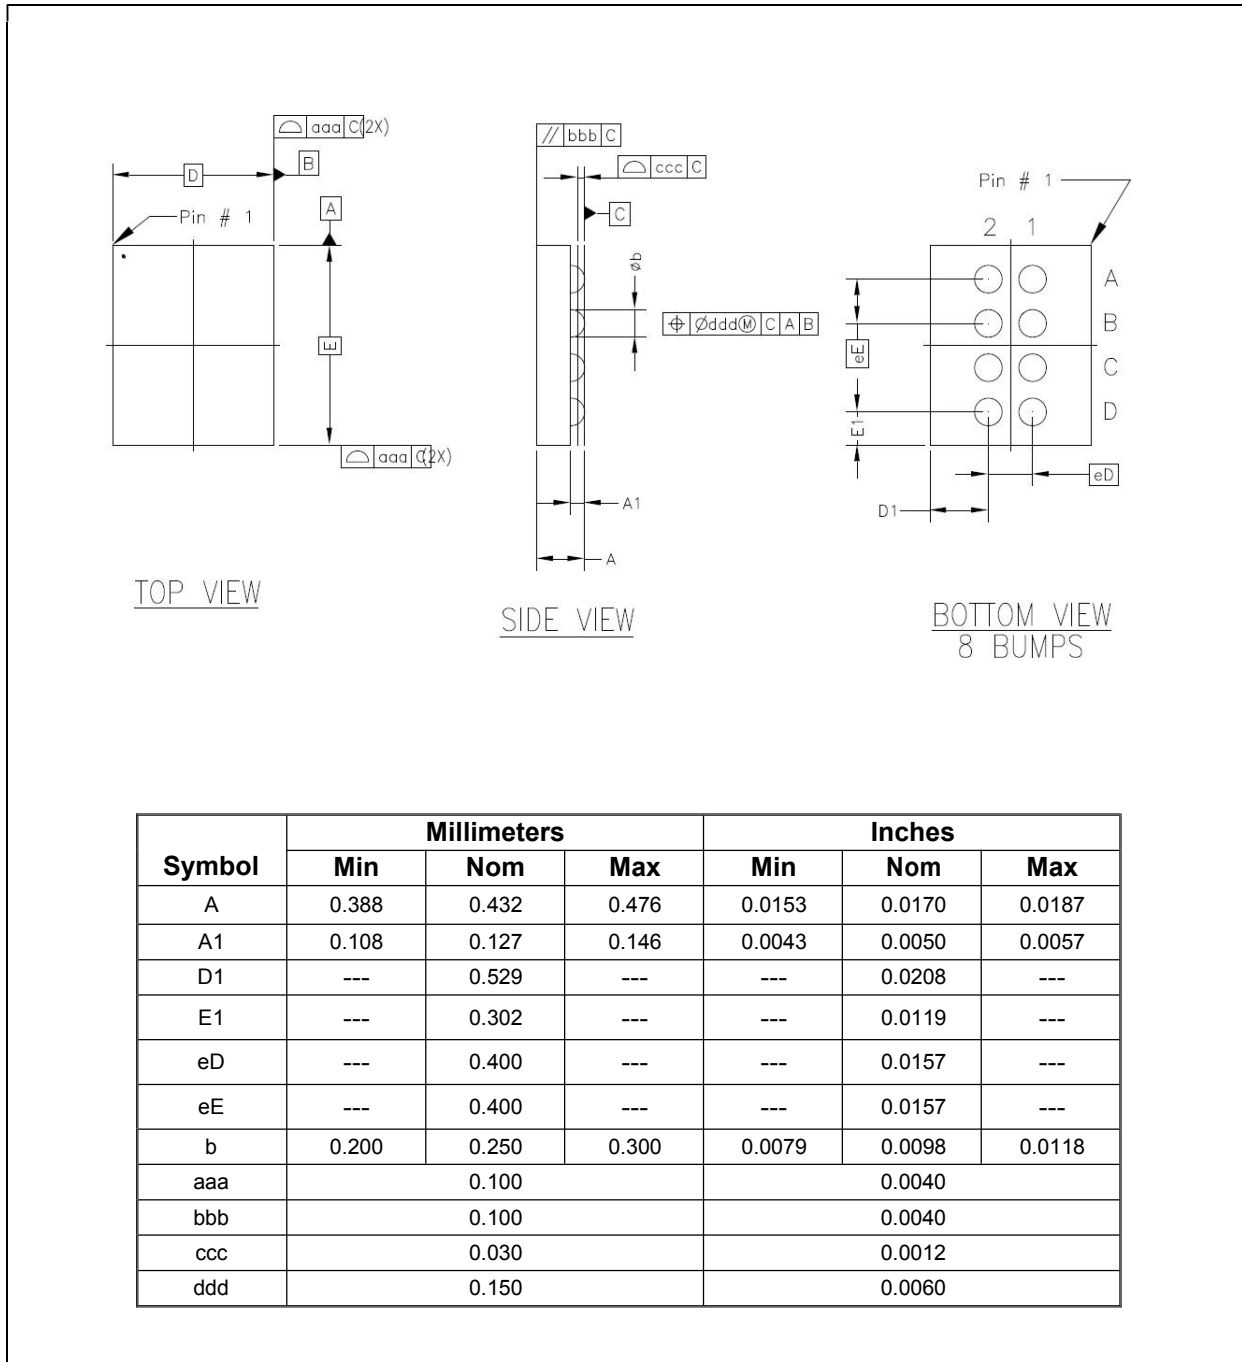 aaa C(2X)
D
B
Pin # 1
A
E
aaa C(2X)
TOP VIEW
// bbb C
ccc C
C
øb
⌖ Øddd Ⓜ C A B
A1
A
SIDE VIEW
Pin # 1
2 1
A
B
eE
C
D
E1
eD
D1
BOTTOM VIEW
8 BUMPS
Millimeters Inches
Symbol Min Nom Max Min Nom Max
A 0.388 0.432 0.476 0.0153 0.0170 0.0187
A1 0.108 0.127 0.146 0.0043 0.0050 0.0057
D1 --- 0.529 --- --- 0.0208 ---
E1 --- 0.302 --- --- 0.0119 ---
eD --- 0.400 --- --- 0.0157 ---
eE --- 0.400 --- --- 0.0157 ---
b 0.200 0.250 0.300 0.0079 0.0098 0.0118
aaa 0.100 0.0040
bbb 0.100 0.0040
ccc 0.030 0.0012
ddd 0.150 0.0060